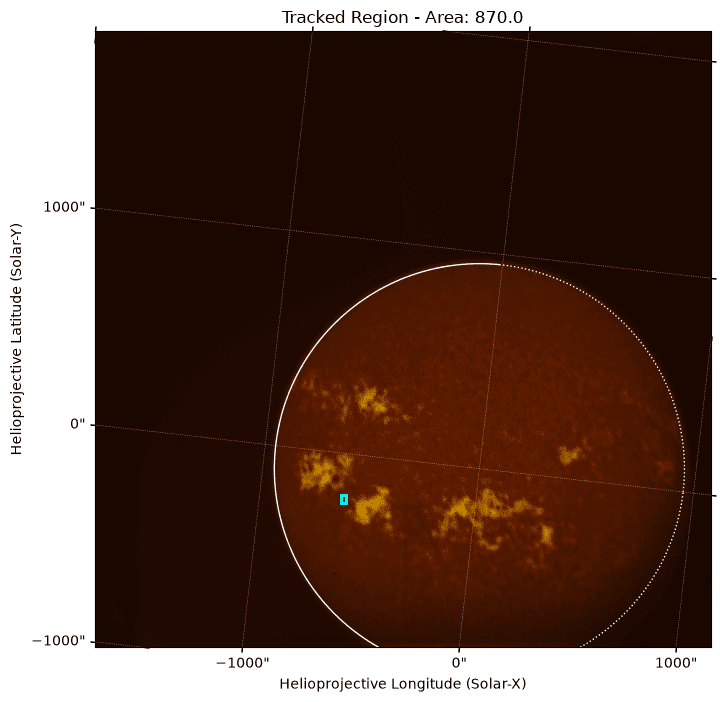 Tracked Region - Area: 870.0
1000"
0"
−1000"
Helioprojective Latitude (Solar-Y)
−1000"
0"
1000"
Helioprojective Longitude (Solar-X)